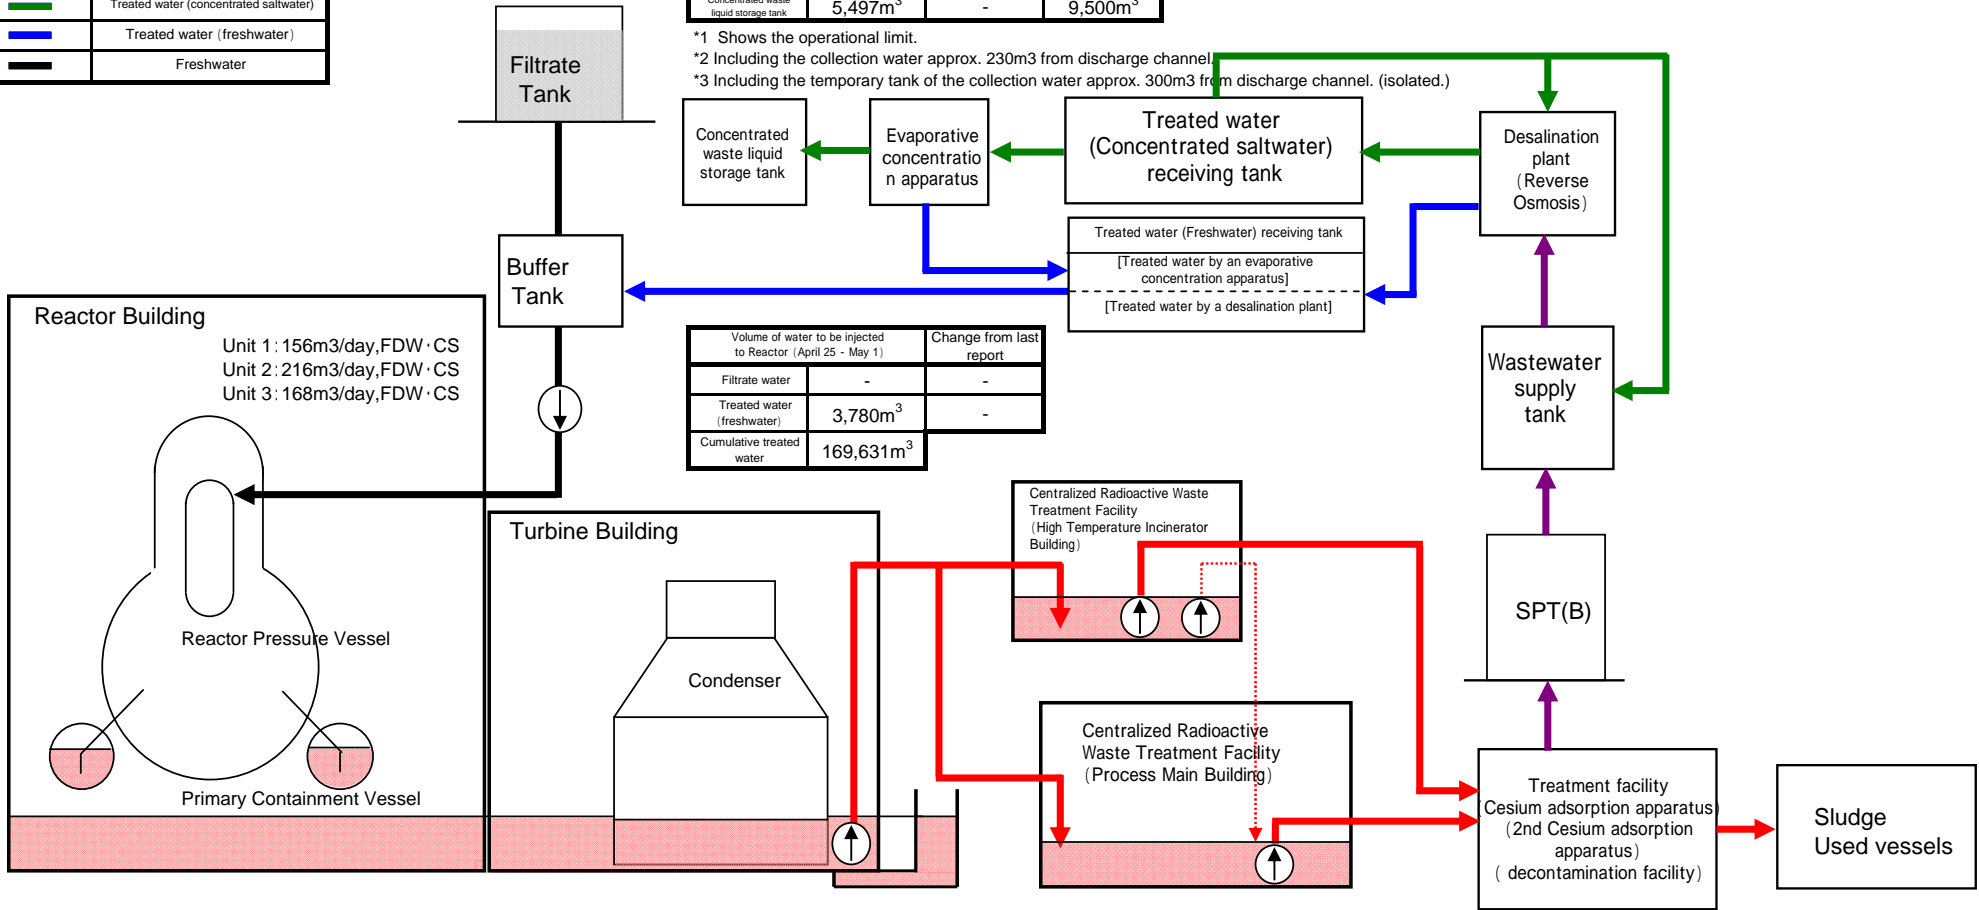 Treated water (concentrated saltwater)
Treated water (freshwater)
Freshwater
Concentrated waste
liquid storage tank
5,497m3
-
9,500m3
*1 Shows the operational limit.
*2 Including the collection water approx. 230m3 from discharge channel.
*3 Including the temporary tank of the collection water approx. 300m3 from discharge channel. (isolated.)
Filtrate
Tank
Concentrated
waste liquid
storage tank
Evaporative
concentratio
n apparatus
Treated water
(Concentrated saltwater)
receiving tank
Desalination
plant
(Reverse
Osmosis)
Treated water (Freshwater) receiving tank
[Treated water by an evaporative
concentration apparatus]
[Treated water by a desalination plant]
Buffer
Tank
Reactor Building
Unit 1:156m3/day,FDW・CS
Unit 2:216m3/day,FDW・CS
Unit 3:168m3/day,FDW・CS
Volume of water to be injected
to Reactor (April 25 - May 1)
Change from last
report
Filtrate water
-
-
Treated water
(freshwater)
3,780m3
-
Cumulative treated
water
169,631m3
Wastewater
supply
tank
Centralized Radioactive Waste
Treatment Facility
(High Temperature Incinerator
Building)
Turbine Building
SPT(B)
Reactor Pressure Vessel
Condenser
Centralized Radioactive
Waste Treatment Facility
(Process Main Building)
Primary Containment Vessel
Treatment facility
(Cesium adsorption apparatus)
(2nd Cesium adsorption
apparatus)
( decontamination facility)
Sludge
Used vessels